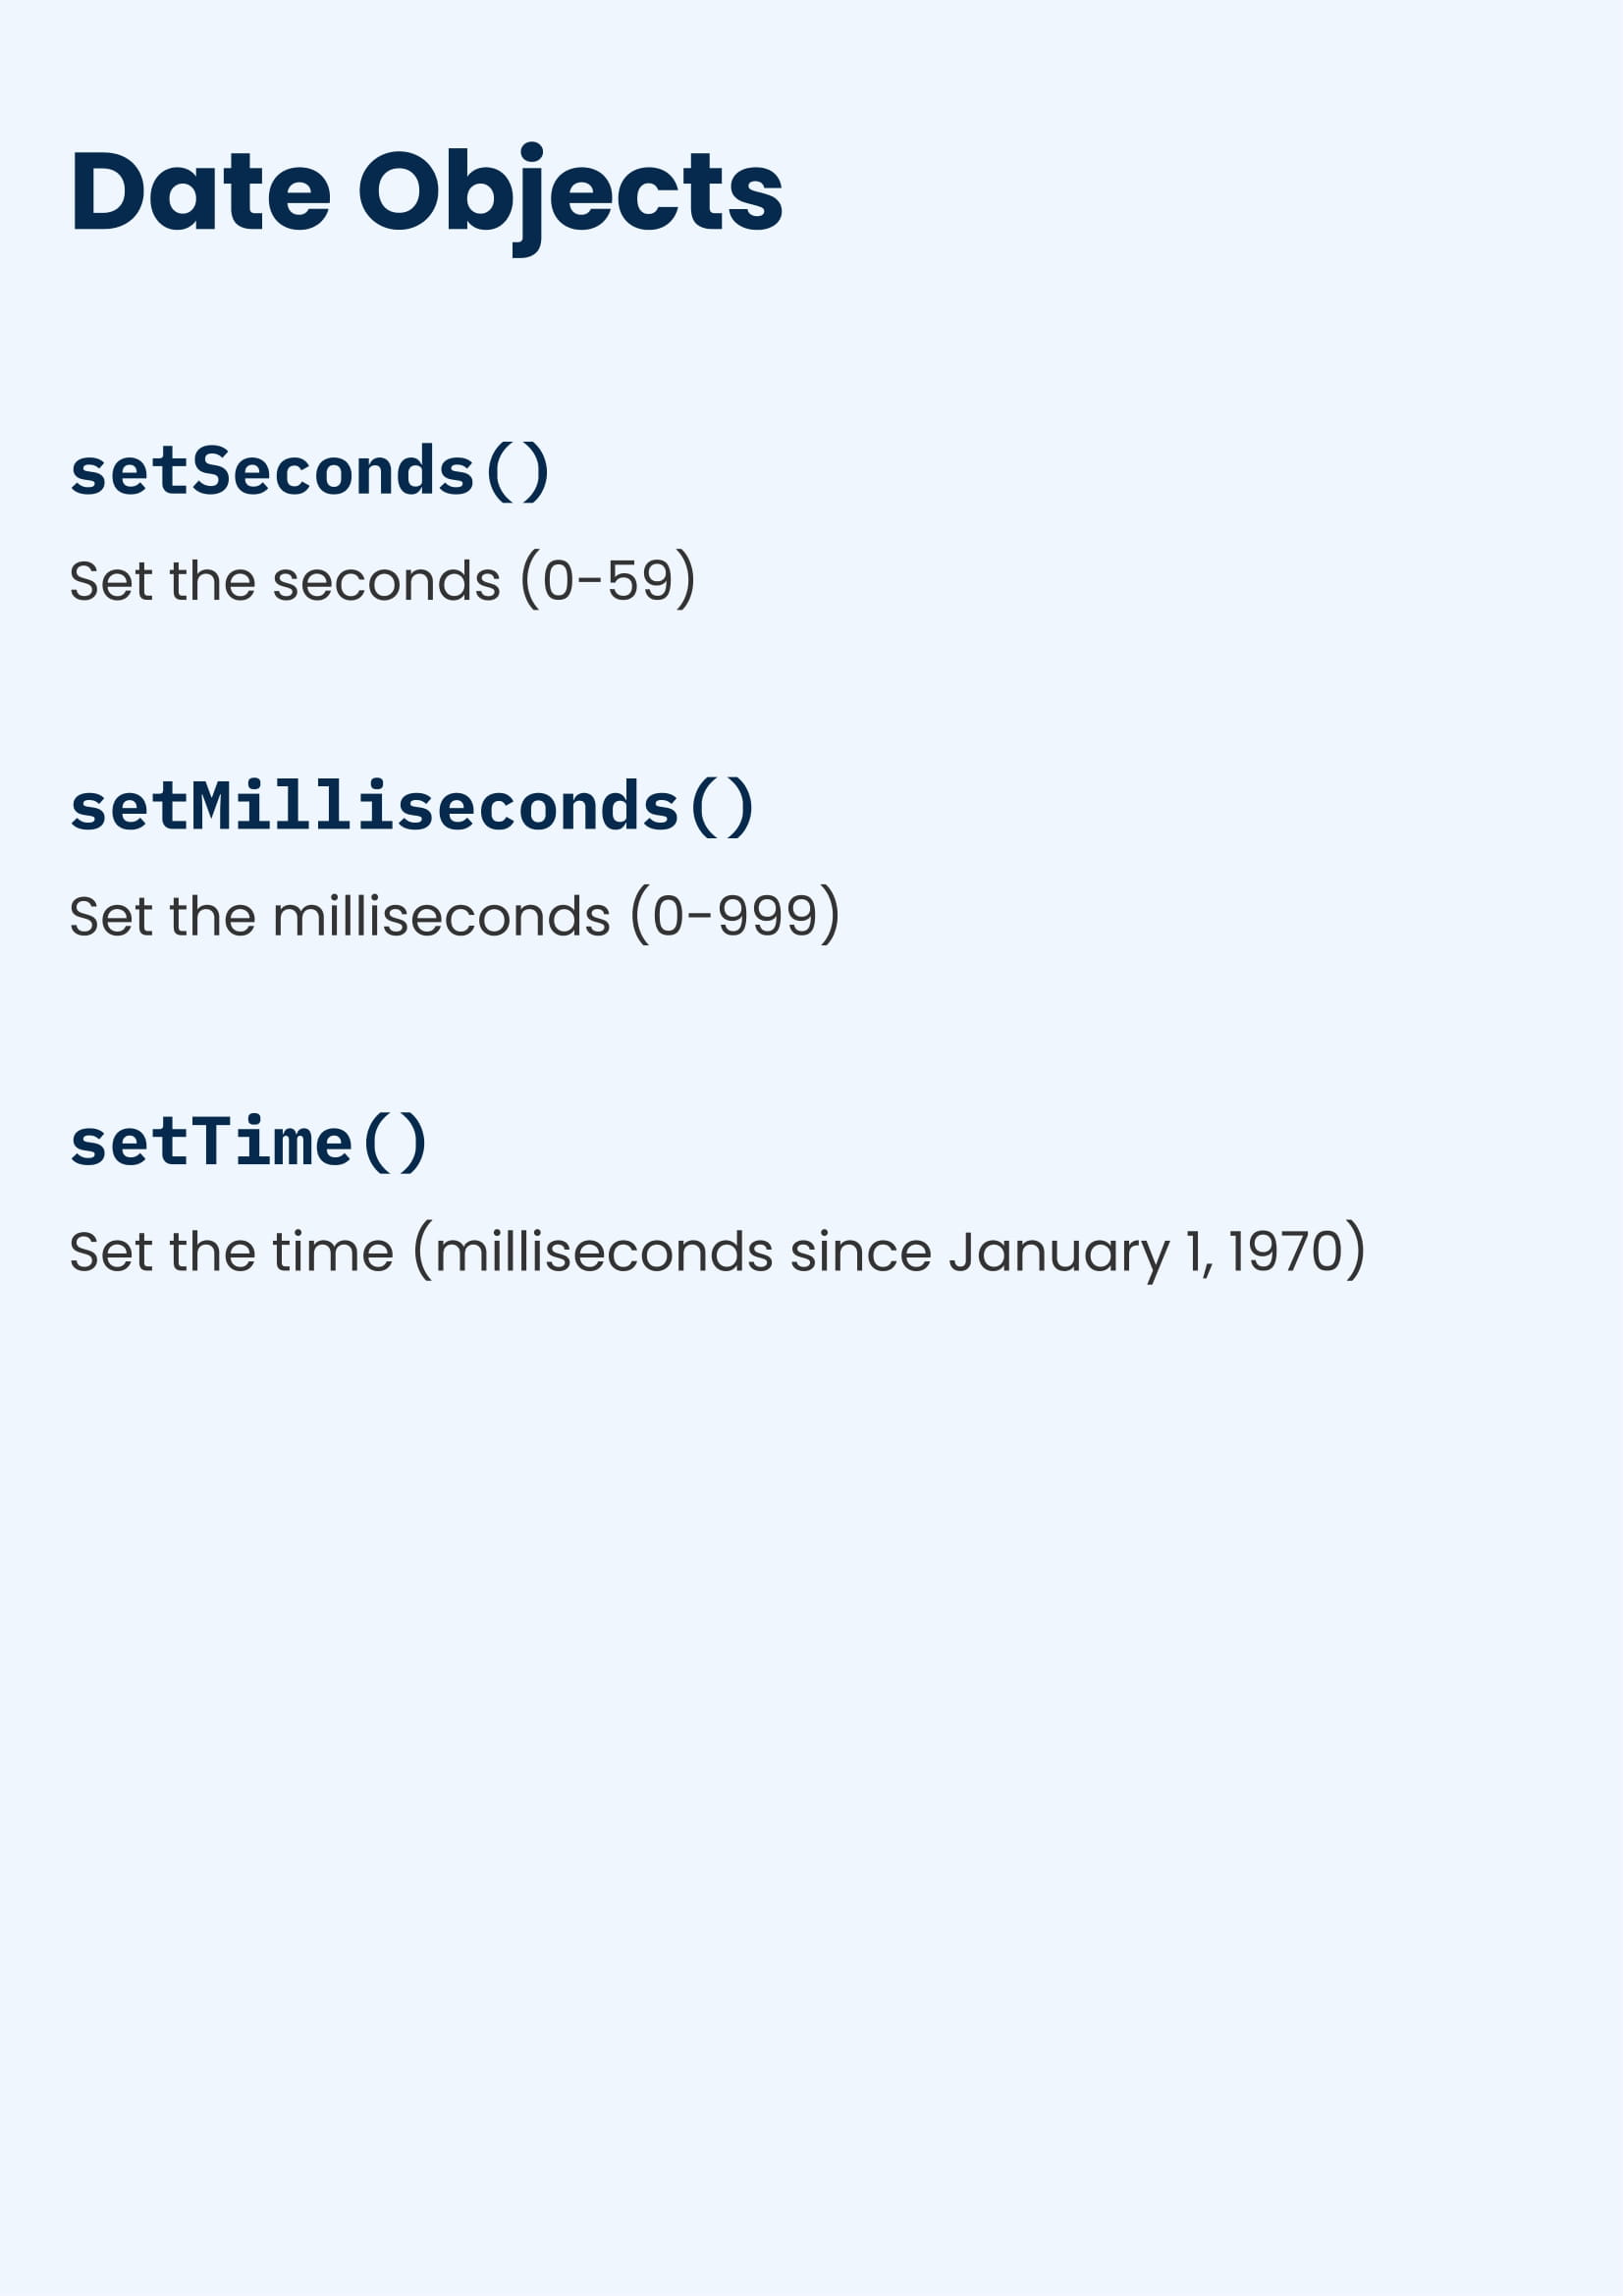 Date Objects
setSeconds()
Set the seconds (0-59)
setMilliseconds()
Set the milliseconds (0-999)
setTime()
Set the time (milliseconds since January 1, 1970)